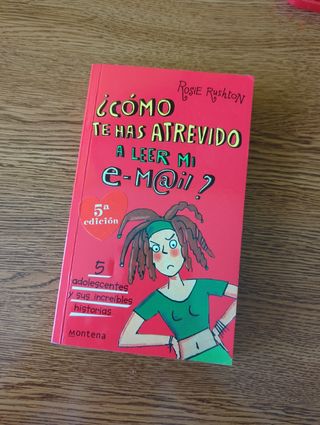 Rosie Rushton
¿CÓMO
TE HAS ATREVIDO
A LEER MI
e-M@il?
5ª
edición
5
adolescentes
y sus increíbles
historias
Montena